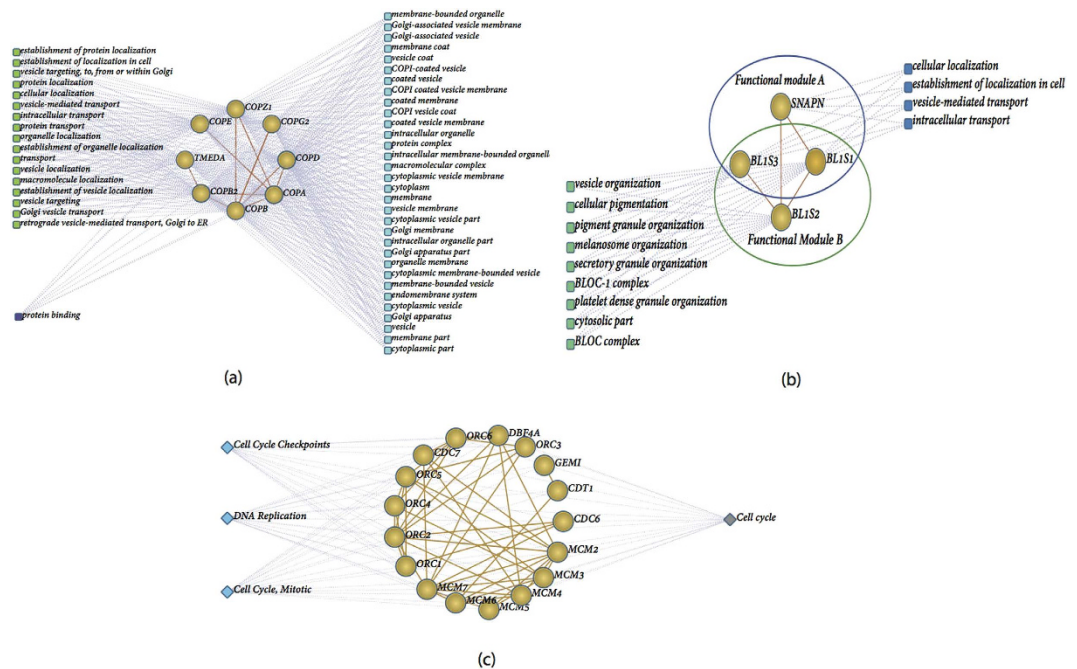 establishment of protein localization
establishment of localization in cell
vesicle targeting, to, from or within Golgi
protein localization
cellular localization
vesicle-mediated transport
intracellular transport
protein transport
organelle localization
establishment of organelle localization
transport
vesicle localization
macromolecule localization
establishment of vesicle localization
vesicle targeting
Golgi vesicle transport
retrograde vesicle-mediated transport, Golgi to ER
protein binding
COPZ1
COPE
COPG2
TMEDA
COPD
COPB2
COPA
COPB
membrane-bounded organelle
Golgi-associated vesicle membrane
Golgi-associated vesicle
membrane coat
vesicle coat
COPI-coated vesicle
coated vesicle
COPI coated vesicle membrane
coated membrane
COPI vesicle coat
coated vesicle membrane
intracellular organelle
protein complex
intracellular membrane-bounded organell
macromolecular complex
cytoplasmic vesicle membrane
cytoplasm
membrane
vesicle membrane
cytoplasmic vesicle part
Golgi membrane
intracellular organelle part
Golgi apparatus part
organelle membrane
cytoplasmic membrane-bounded vesicle
membrane-bounded vesicle
endomembrane system
cytoplasmic vesicle
Golgi apparatus
vesicle
membrane part
cytoplasmic part
(a)
Functional module A
SNAPN
BL1S3
BL1S1
BL1S2
Functional Module B
cellular localization
establishment of localization in cell
vesicle-mediated transport
intracellular transport
vesicle organization
cellular pigmentation
pigment granule organization
melanosome organization
secretory granule organization
BLOC-1 complex
platelet dense granule organization
cytosolic part
BLOC complex
(b)
Cell Cycle Checkpoints
DNA Replication
Cell Cycle, Mitotic
ORC6
DBF4A
ORC3
CDC7
GEMI
ORC5
CDT1
ORC4
CDC6
ORC2
MCM2
ORC1
MCM3
MCM7
MCM4
MCM6
MCM5
Cell cycle
(c)